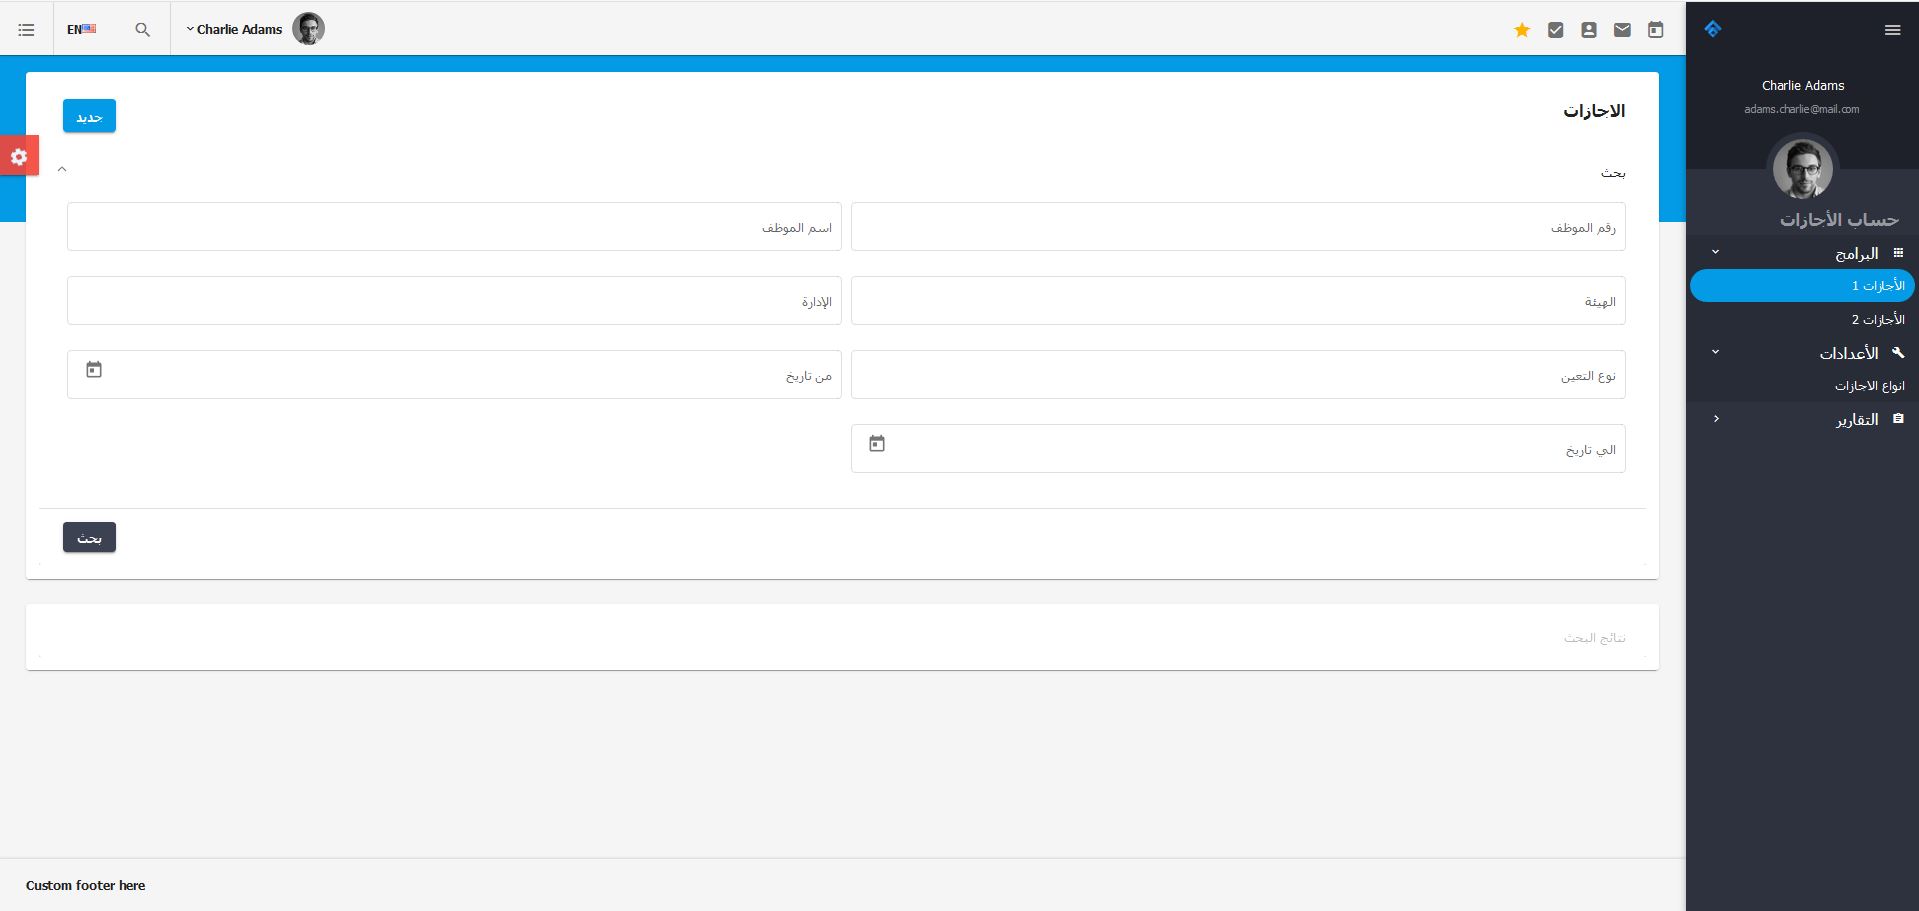 EN
Charlie Adams
الاجازات
جديد
بحث
رقم الموظف
اسم الموظف
الهيئة
الإدارة
نوع التعين
من تاريخ
الي تاريخ
بحث
نتائج البحث
Custom footer here
Charlie Adams
adams.charlie@mail.com
حساب الأجازات
البرامج
الأجازات 1
الأجازات 2
الأعدادات
انواع الاجازات
التقارير